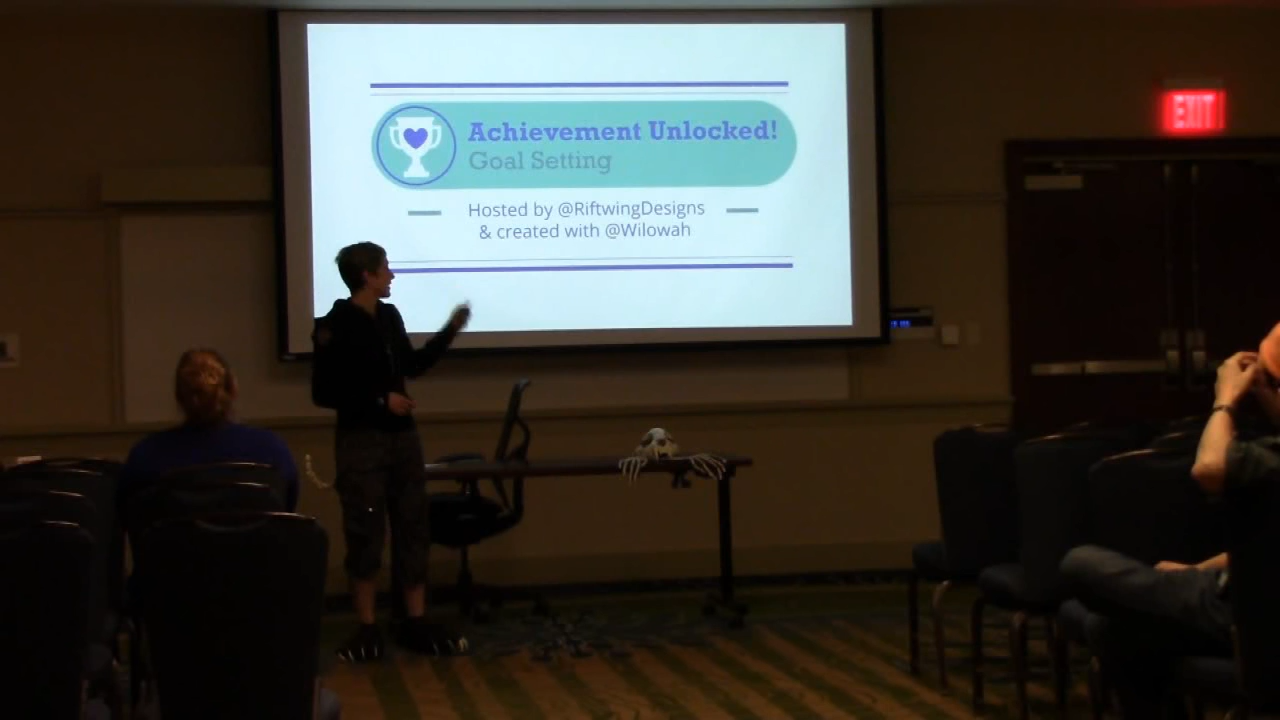 Achievement Unlocked!
Goal Setting
Hosted by @RiftwingDesigns
& created with @Wilowah
EXIT